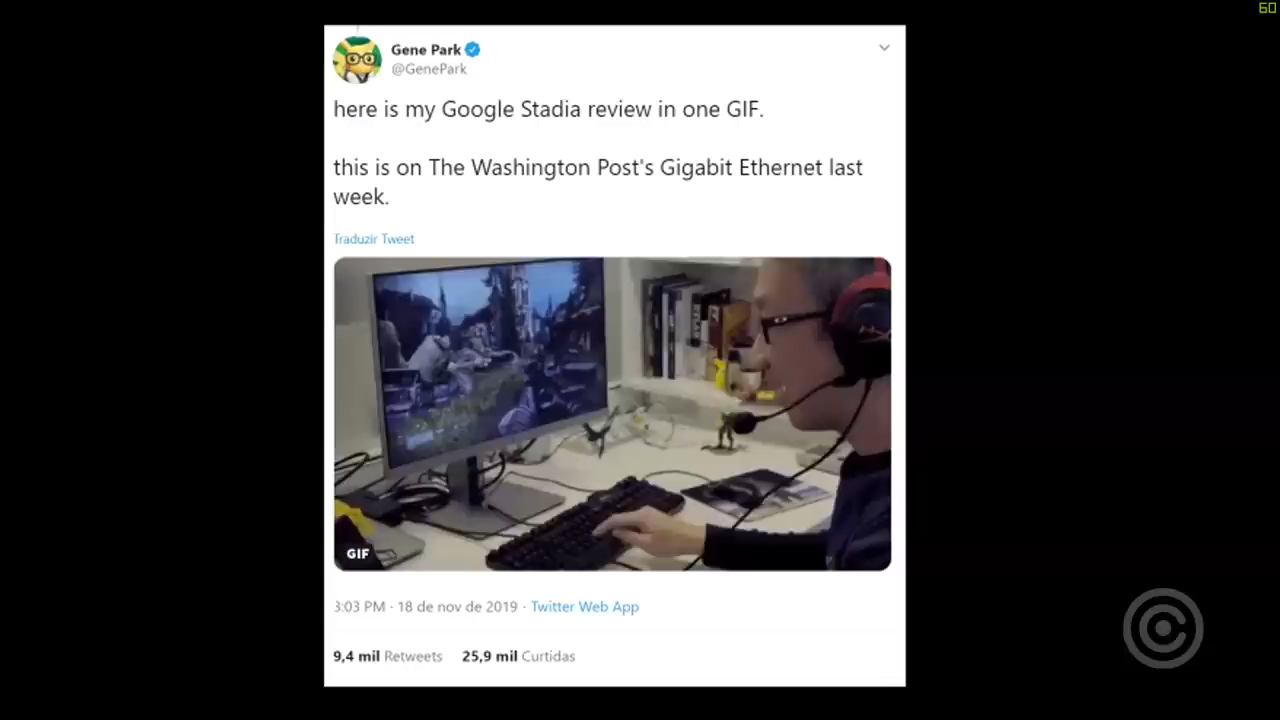 60
Gene Park
@GenePark
here is my Google Stadia review in one GIF.
this is on The Washington Post's Gigabit Ethernet last
week.
Traduzir Tweet
GIF
3:03 PM · 18 de nov de 2019 · Twitter Web App
9,4 mil Retweets 25,9 mil Curtidas